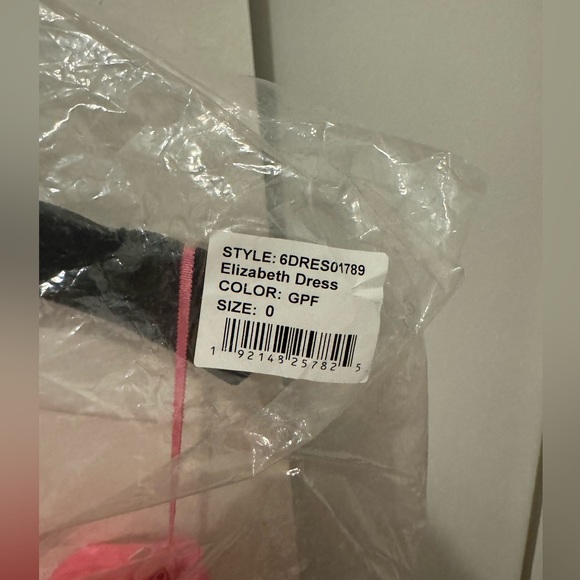 STYLE: 6DRES01789
Elizabeth Dress
COLOR: GPF
SIZE: 0
1 92148 25782 5